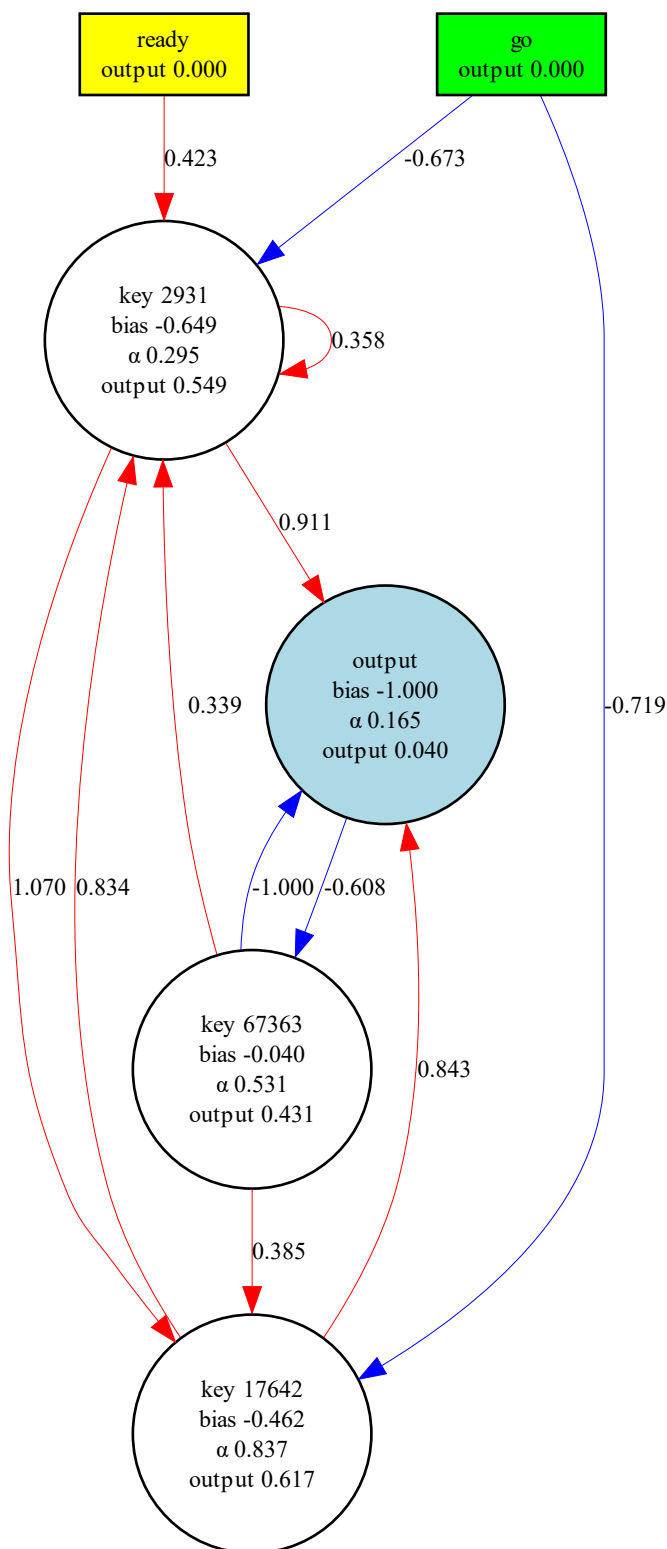 ready
output 0.000
go
output 0.000
0.423
-0.673
key 2931
bias -0.649
α 0.295
output 0.549
0.358
0.911
output
bias -1.000
α 0.165
output 0.040
0.339
-0.719
1.070
0.834
-1.000
-0.608
key 67363
bias -0.040
α 0.531
output 0.431
0.843
0.385
key 17642
bias -0.462
α 0.837
output 0.617